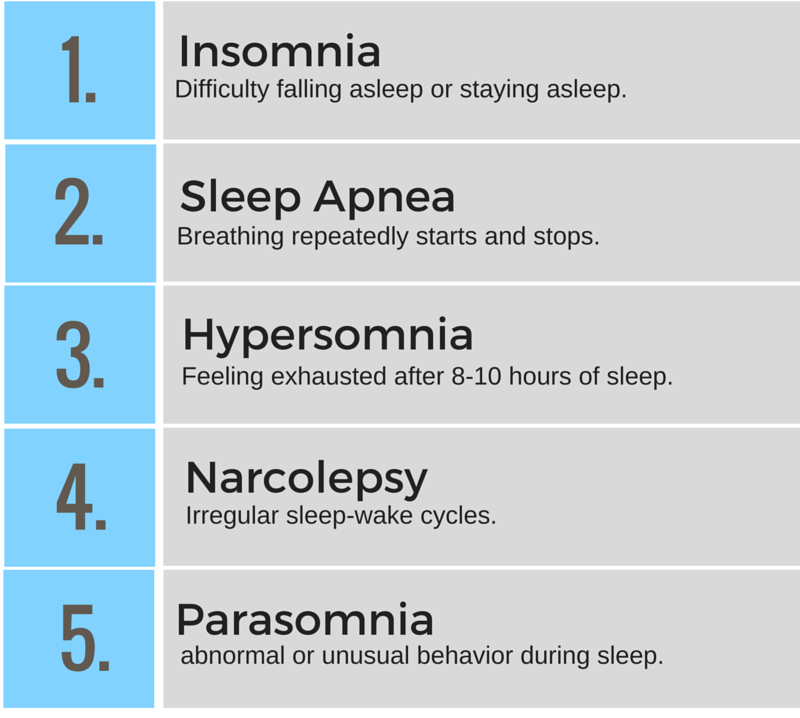 1.
Insomnia
Difficulty falling asleep or staying asleep.
2.
Sleep Apnea
Breathing repeatedly starts and stops.
3.
Hypersomnia
Feeling exhausted after 8-10 hours of sleep.
4.
Narcolepsy
Irregular sleep-wake cycles.
5.
Parasomnia
abnormal or unusual behavior during sleep.